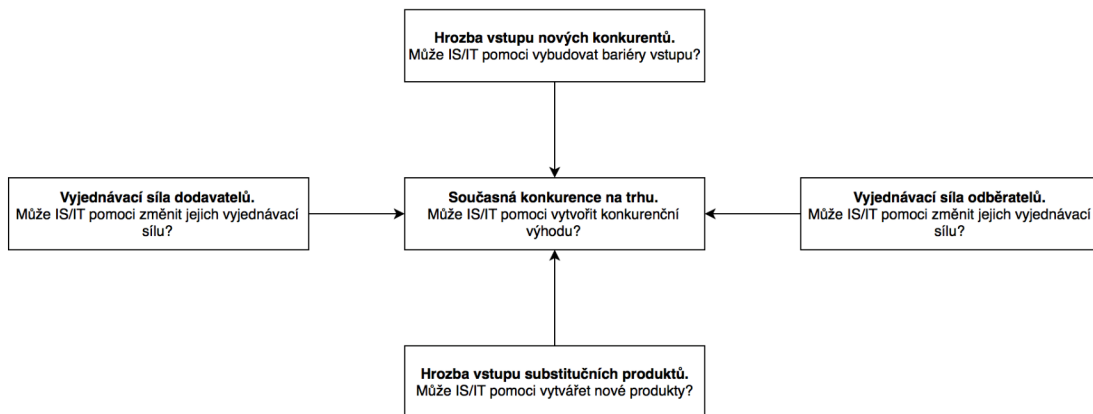 Hrozba vstupu nových konkurentů.
Může IS/IT pomoci vybudovat bariéry vstupu?
Vyjednávací síla dodavatelů.
Může IS/IT pomoci změnit jejich vyjednávací
sílu?
Současná konkurence na trhu.
Může IS/IT pomoci vytvořit konkurenční
výhodu?
Vyjednávací síla odběratelů.
Může IS/IT pomoci změnit jejich vyjednávací
sílu?
Hrozba vstupu substitučních produktů.
Může IS/IT pomoci vytvářet nové produkty?